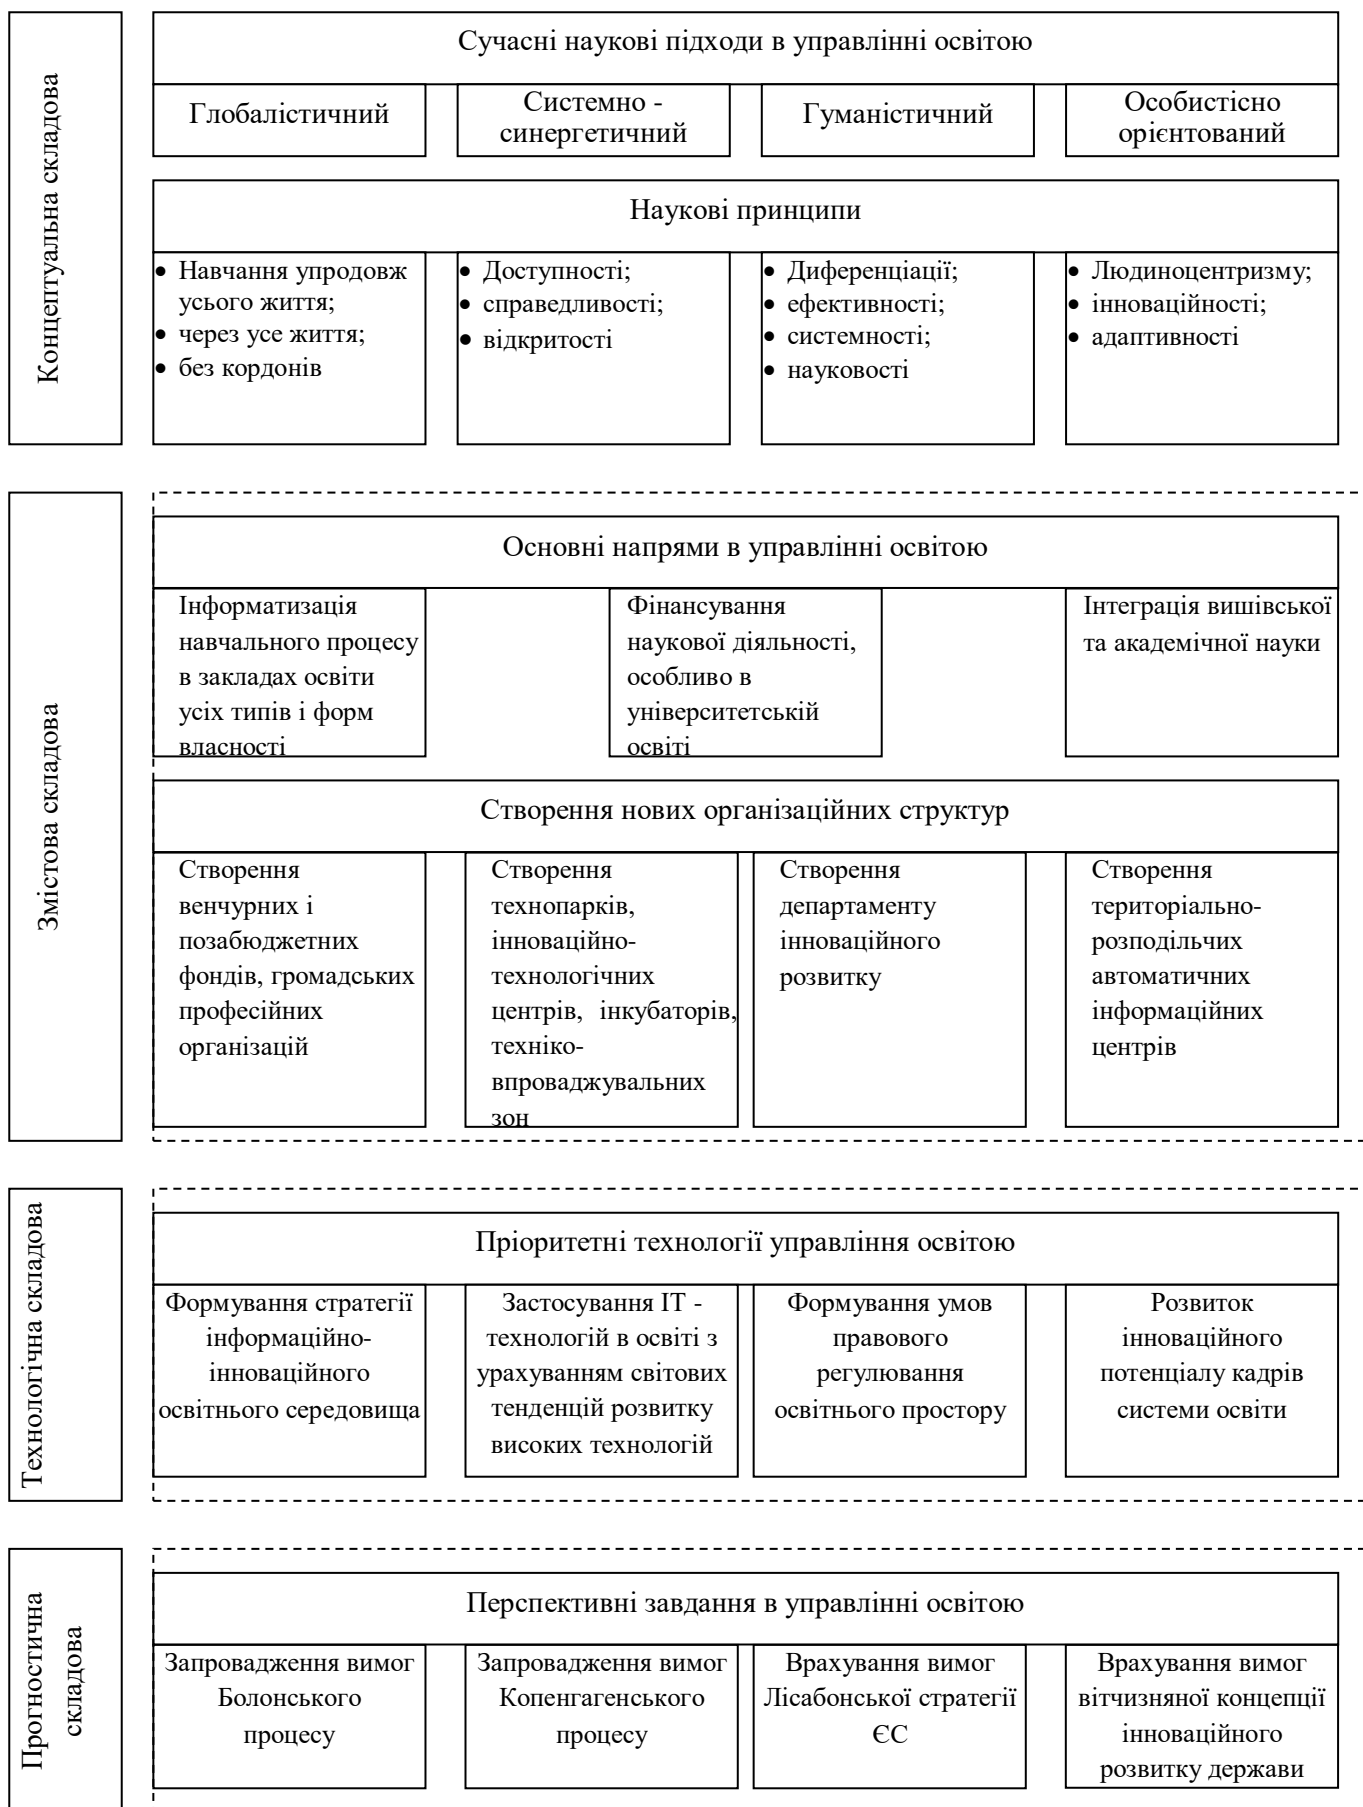 Концептуальна складова
Сучасні наукові підходи в управлінні освітою
Глобалістичний
Системно -
синергетичний
Гуманістичний
Особистісно
орієнтований
Наукові принципи
• Навчання упродовж
усього життя;
• через усе життя;
• без кордонів
• Доступності;
• справедливості;
• відкритості
• Диференціації;
• ефективності;
• системності;
• науковості
• Людиноцентризму;
• інноваційності;
• адаптивності
Змістова складова
Основні напрями в управлінні освітою
Інформатизація
навчального процесу
в закладах освіти
усіх типів і форм
власності
Фінансування
наукової діяльності,
особливо в
університетській
освіті
Інтеграція вишівської
та академічної науки
Створення нових організаційних структур
Створення
венчурних і
позабюджетних
фондів, громадських
професійних
організацій
Створення
технопарків,
інноваційно-
технологічних
центрів, інкубаторів,
техніко-
впроваджувальних
зон
Створення
департаменту
інноваційного
розвитку
Створення
територіально-
розподільчих
автоматичних
інформаційних
центрів
Технологічна складова
Пріоритетні технології управління освітою
Формування стратегії
інформаційно-
інноваційного
освітнього середовища
Застосування ІТ -
технологій в освіті з
урахуванням світових
тенденцій розвитку
високих технологій
Формування умов
правового
регулювання
освітнього простору
Розвиток
інноваційного
потенціалу кадрів
системи освіти
Прогностична
складова
Перспективні завдання в управлінні освітою
Запровадження вимог
Болонського
процесу
Запровадження вимог
Копенгагенського
процесу
Врахування вимог
Лісабонської стратегії
ЄС
Врахування вимог
вітчизняної концепції
інноваційного
розвитку держави